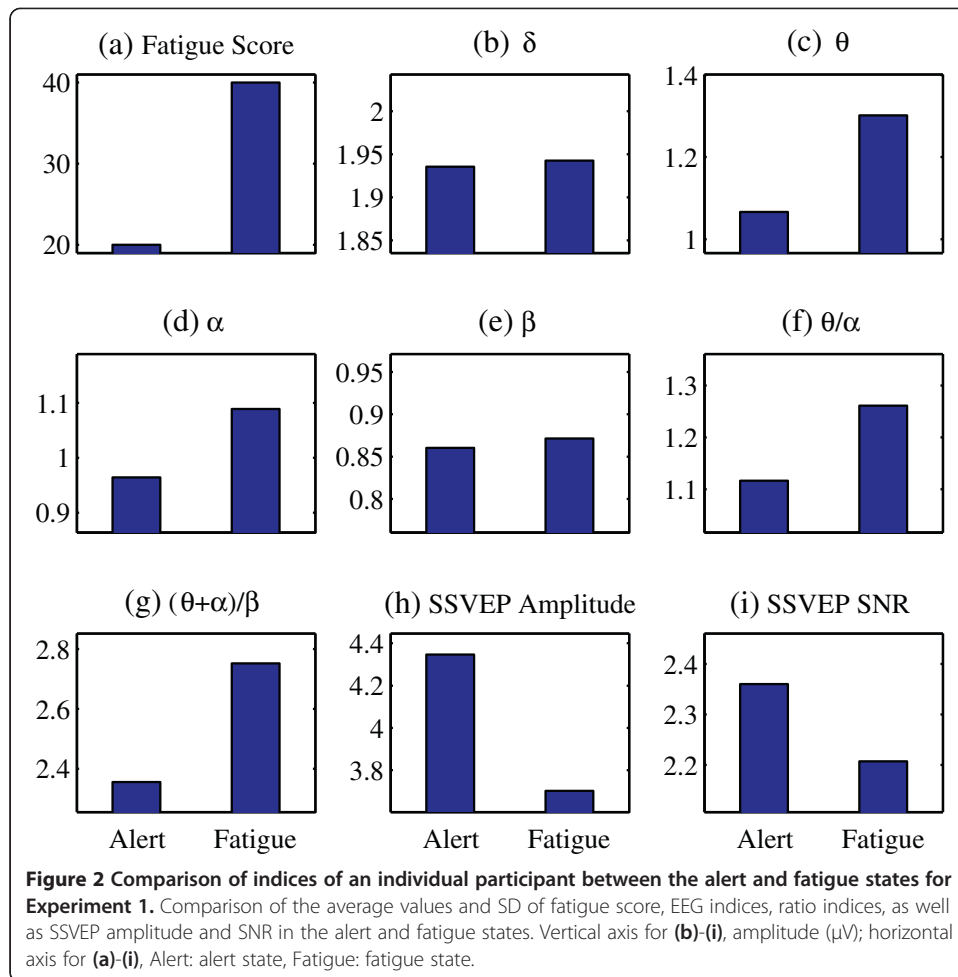 (a) Fatigue Score
(b) δ
(c) θ
40
30
20
2
1.95
1.9
1.85
1.4
1.2
1
(d) α
(e) β
(f) θ/α
1.1
1
0.9
0.95
0.9
0.85
0.8
1.3
1.2
1.1
(g) (θ+α)/β
(h) SSVEP Amplitude
(i) SSVEP SNR
2.8
2.6
2.4
4.4
4.2
4
3.8
2.4
2.3
2.2
Alert Fatigue
Alert Fatigue
Alert Fatigue
Figure 2 Comparison of indices of an individual participant between the alert and fatigue states for
Experiment 1. Comparison of the average values and SD of fatigue score, EEG indices, ratio indices, as well
as SSVEP amplitude and SNR in the alert and fatigue states. Vertical axis for (b)-(i), amplitude (μV); horizontal
axis for (a)-(i), Alert: alert state, Fatigue: fatigue state.